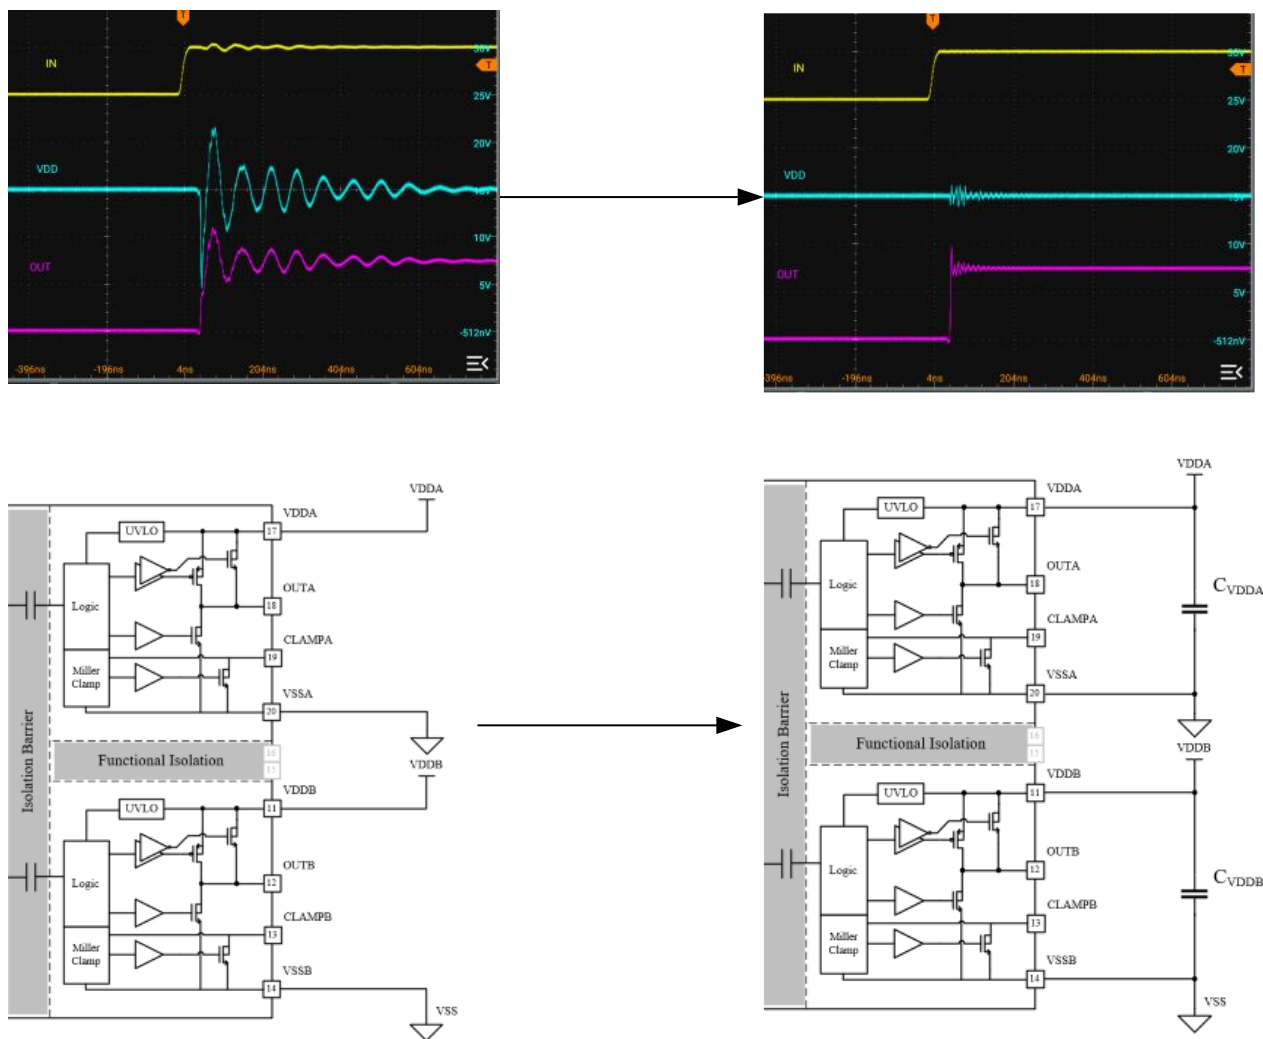 T
T
IN
30V
IN
30V
T
T
25V
25V
20V
20V
VDD
15V
VDD
15V
10V
10V
OUT
OUT
5V
5V
-512nV
-512nV
-396ns -196ns 4ns 204ns 404ns 604ns
-396ns -196ns 4ns 204ns 404ns 604ns
VDDA
VDDA
UVLO
17
OUTA
Logic
18
CLAMPA
19
Miller
Clamp
VSSA
20
Isolation Barrier
Functional Isolation
16
15
VDDB
VDDB
UVLO
11
OUTB
Logic
12
CLAMPB
13
Miller
Clamp
VSSB
14
VSS
VDDA
VDDA
UVLO
17
OUTA
Logic
18
CVDDA
CLAMPA
19
Miller
Clamp
VSSA
20
Isolation Barrier
Functional Isolation
16
15
VDDB
VDDB
UVLO
11
OUTB
Logic
12
CVDDB
CLAMPB
13
Miller
Clamp
VSSB
14
VSS